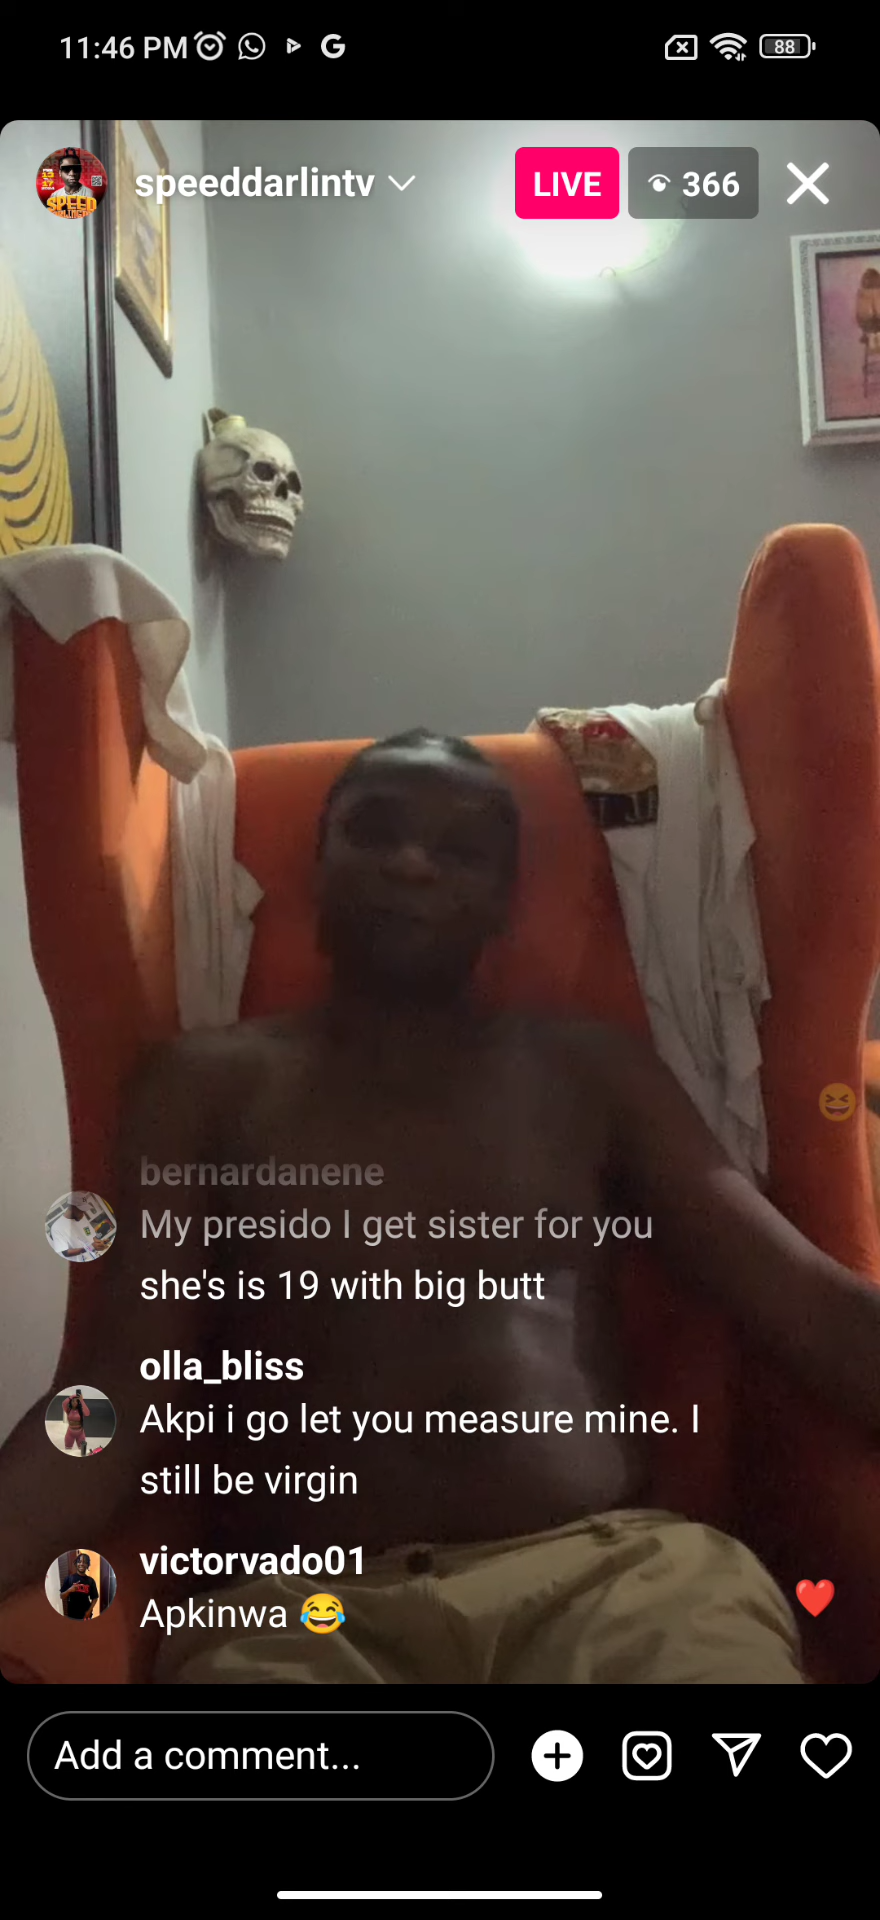 11:46 PM
88
speeddarlintv
LIVE
366
SPEED
bernardanene
My presido I get sister for you
she's is 19 with big butt
olla_bliss
Akpi i go let you measure mine. I
still be virgin
victorvado01
Apkinwa 😂
Add a comment...